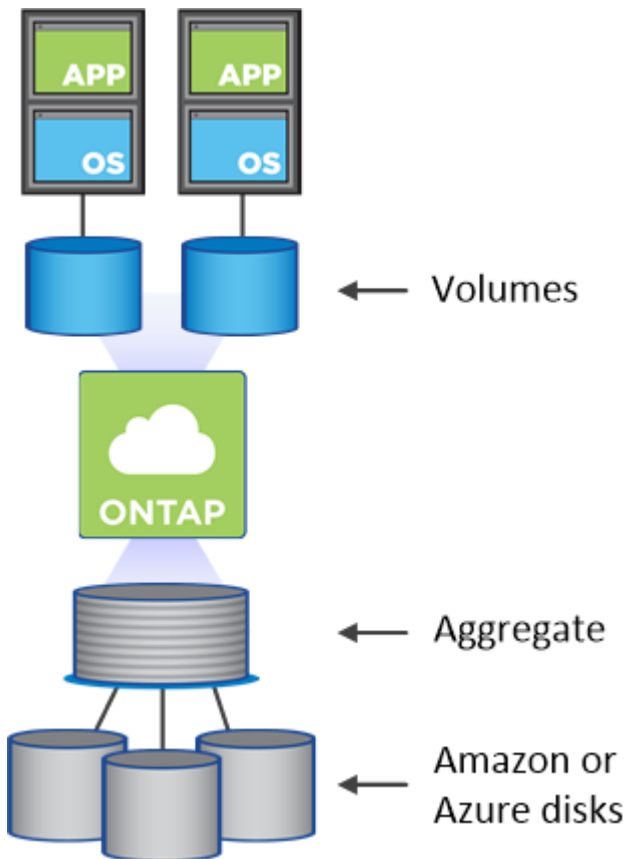 APP
APP
OS
OS
Volumes
ONTAP
Aggregate
Amazon or
Azure disks